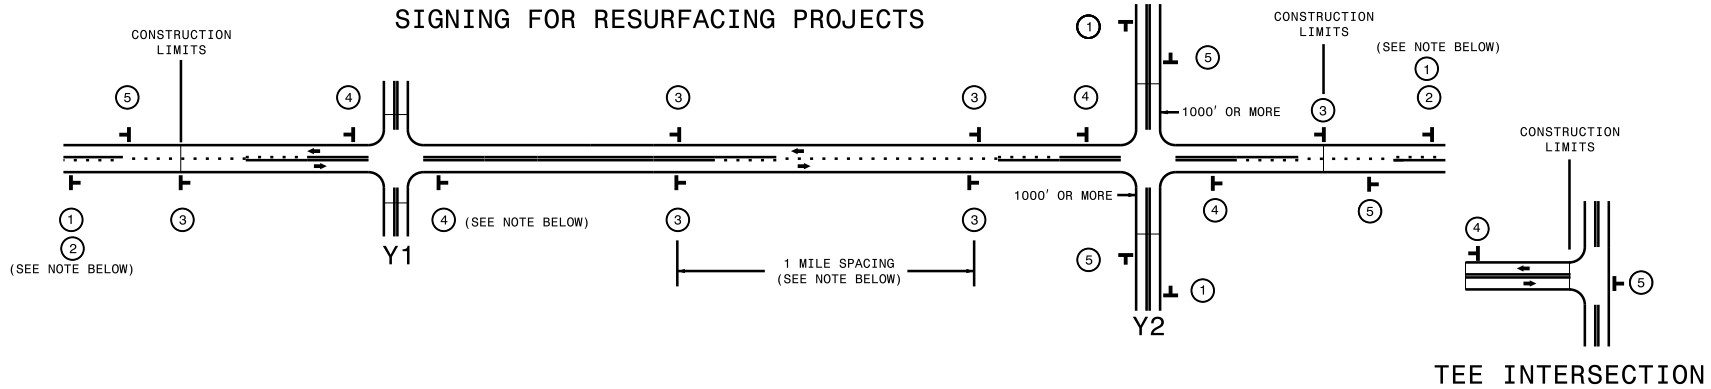 SIGNING FOR RESURFACING PROJECTS
CONSTRUCTION
LIMITS
5
4
3
3
4
1
5
1000' OR MORE
CONSTRUCTION
LIMITS
3
(SEE NOTE BELOW)
1
2
1
2
(SEE NOTE BELOW)
3
Y1
4 (SEE NOTE BELOW)
3
3
1 MILE SPACING
(SEE NOTE BELOW)
1000' OR MORE
5
1
Y2
4
5
CONSTRUCTION
LIMITS
4
5
TEE INTERSECTION